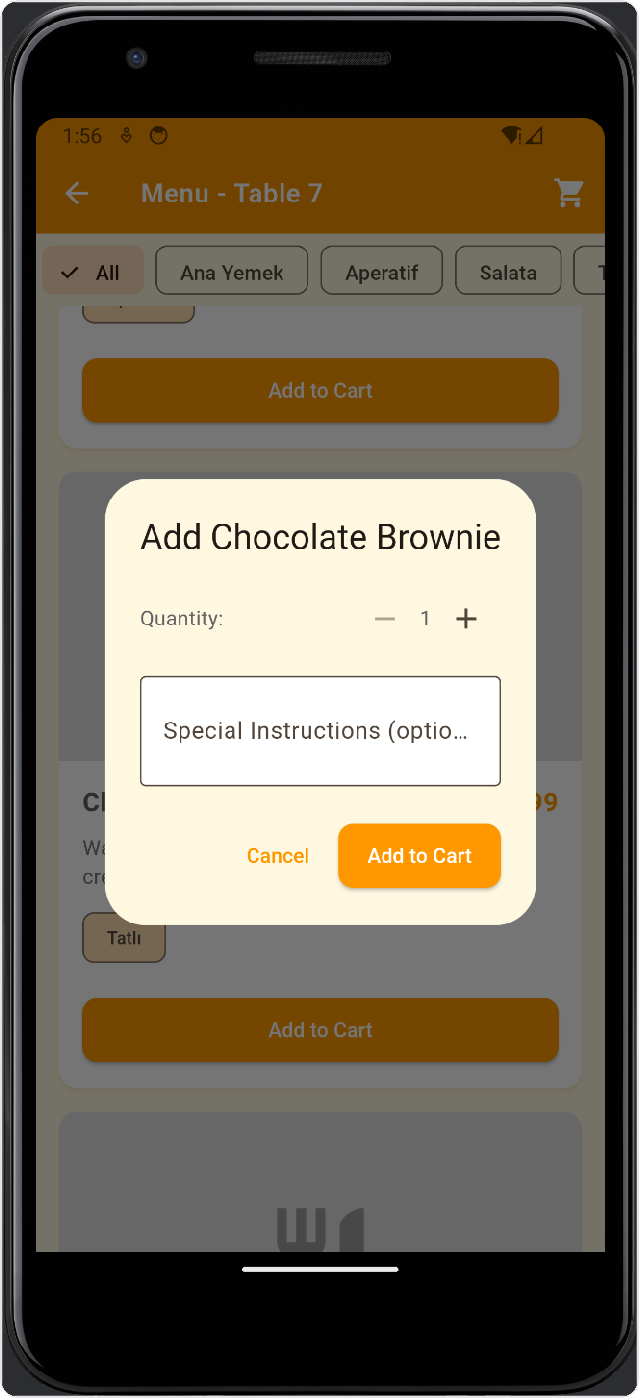 1:56
Menu - Table 7
All
Ana Yemek
Aperatif
Salata
Add to Cart
Add Chocolate Brownie
Quantity:
1
Special Instructions (optio...
99
Cancel
Add to Cart
Tatlı
Add to Cart